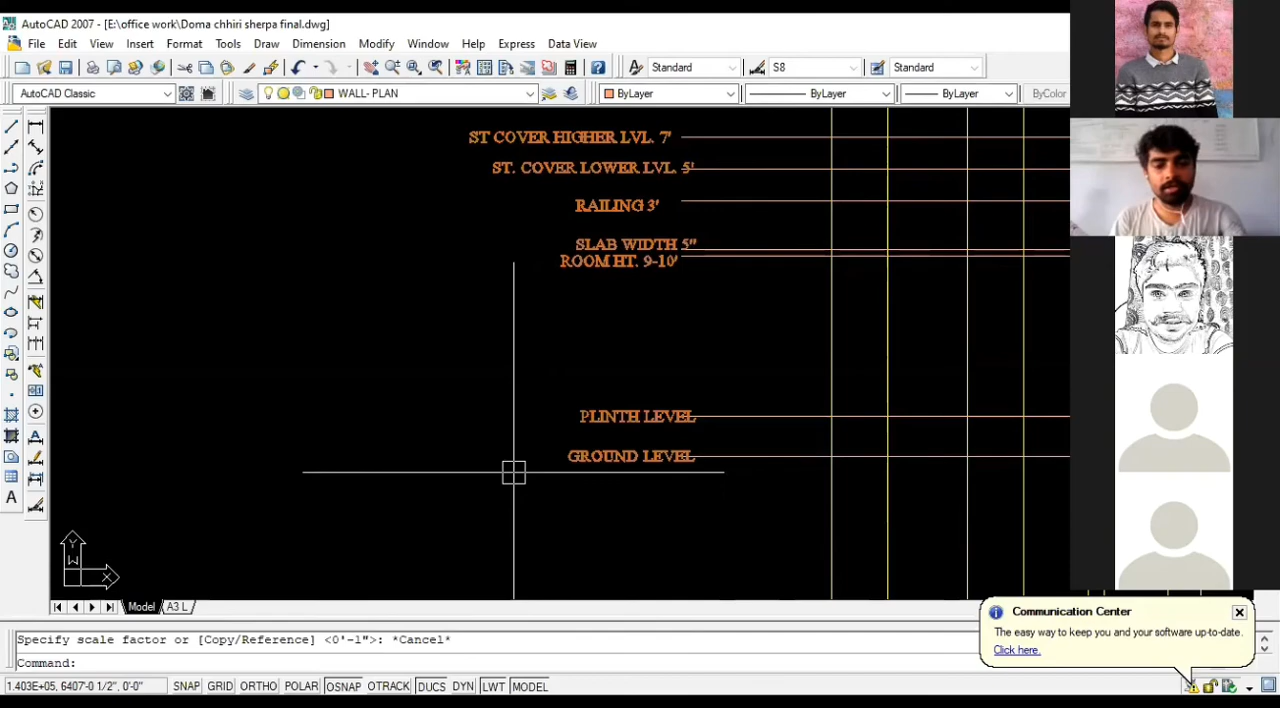 AutoCAD 2007 - [E:\office work\Doma chhiri sherpa final.dwg]
File Edit View Insert Format Tools Draw Dimension Modify Window Help Express Data View
Standard S8 Standard
AutoCAD Classic WALL- PLAN ByLayer ByLayer ByLayer ByColor
ST COVER HIGHER LVL. 7'
ST. COVER LOWER LVL. 5'
RAILING 3'
SLAB WIDTH 5"
ROOM HT. 9-10'
PLINTH LEVEL
GROUND LEVEL
Y
W
X
Model A3 L
Communication Center
The easy way to keep you and your software up-to-date.
Click here.
Specify scale factor or [Copy/Reference] <0'-1">: *Cancel*
Command:
1.403E+05, 6407-0 1/2", 0'-0" SNAP GRID ORTHO POLAR OSNAP OTRACK DUCS DYN LWT MODEL